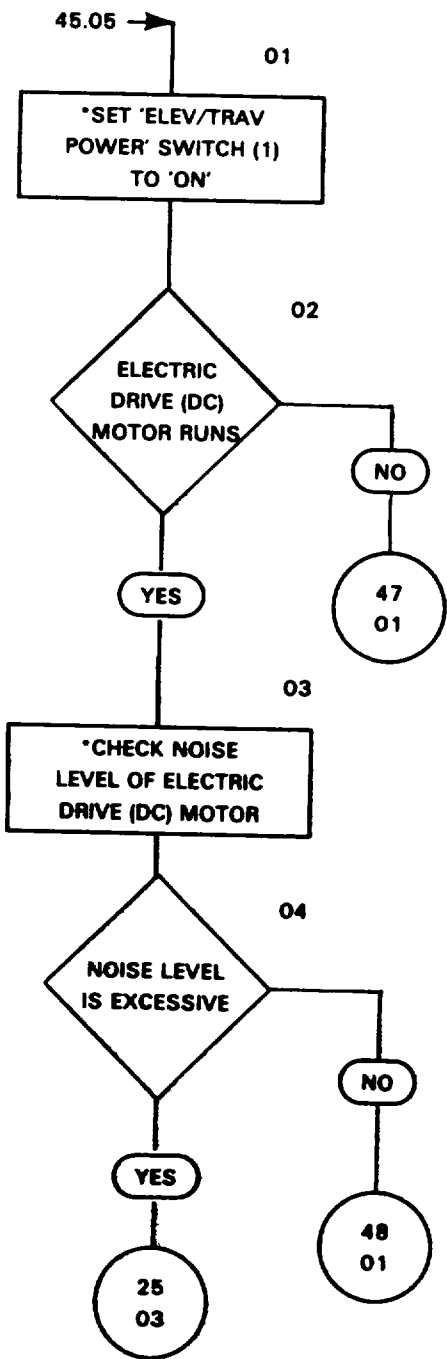 45.05
01
*SET 'ELEV/TRAV
POWER' SWITCH (1)
TO 'ON'
02
ELECTRIC
DRIVE (DC)
MOTOR RUNS
NO
47
01
YES
03
*CHECK NOISE
LEVEL OF ELECTRIC
DRIVE (DC) MOTOR
04
NOISE LEVEL
IS EXCESSIVE
NO
48
01
YES
25
03